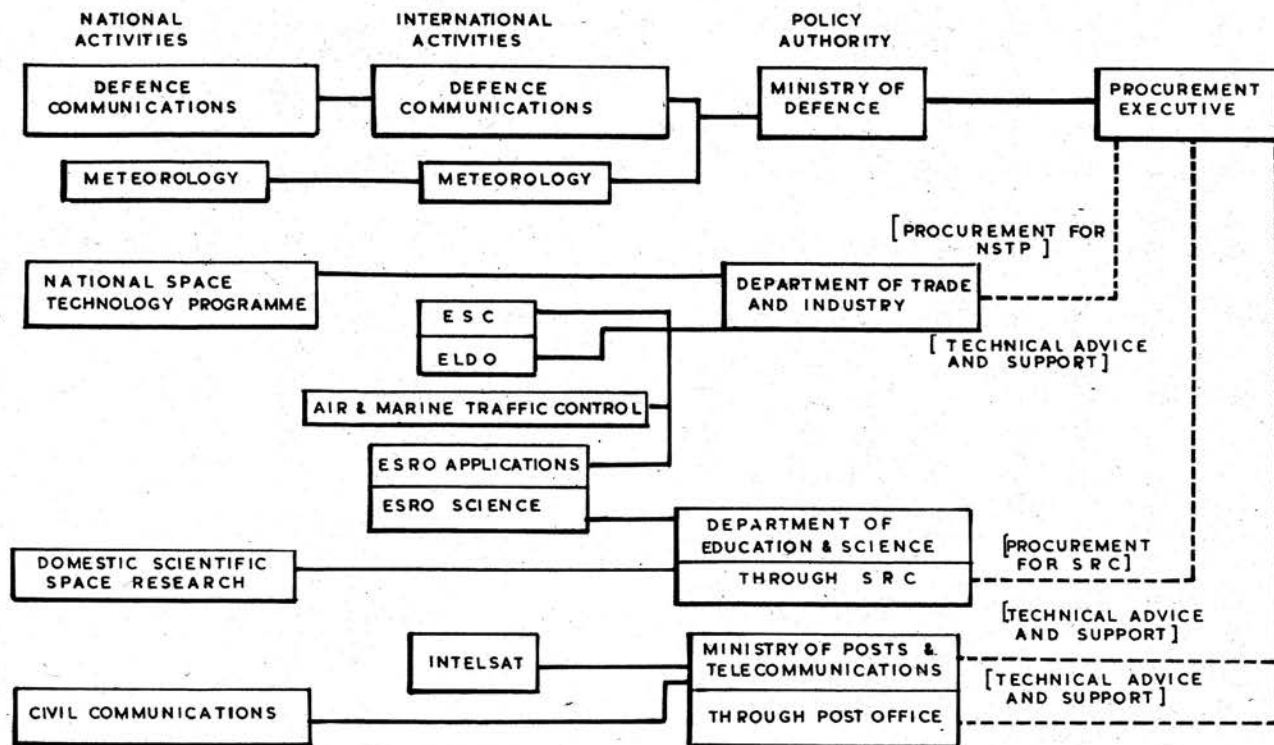 NATIONAL
ACTIVITIES
INTERNATIONAL
ACTIVITIES
POLICY
AUTHORITY
DEFENCE
COMMUNICATIONS
DEFENCE
COMMUNICATIONS
MINISTRY OF
DEFENCE
PROCUREMENT
EXECUTIVE
METEOROLOGY
METEOROLOGY
[PROCUREMENT FOR
NSTP]
NATIONAL SPACE
TECHNOLOGY PROGRAMME
DEPARTMENT OF TRADE
AND INDUSTRY
ESC
ELDO
[TECHNICAL ADVICE
AND SUPPORT]
AIR & MARINE TRAFFIC CONTROL
ESRO APPLICATIONS
ESRO SCIENCE
DEPARTMENT OF
EDUCATION & SCIENCE
THROUGH SRC
[PROCUREMENT
FOR SRC]
DOMESTIC SCIENTIFIC
SPACE RESEARCH
[TECHNICAL ADVICE
AND SUPPORT]
INTELSAT
MINISTRY OF POSTS &
TELECOMMUNICATIONS
[TECHNICAL ADVICE
AND SUPPORT]
CIVIL COMMUNICATIONS
THROUGH POST OFFICE